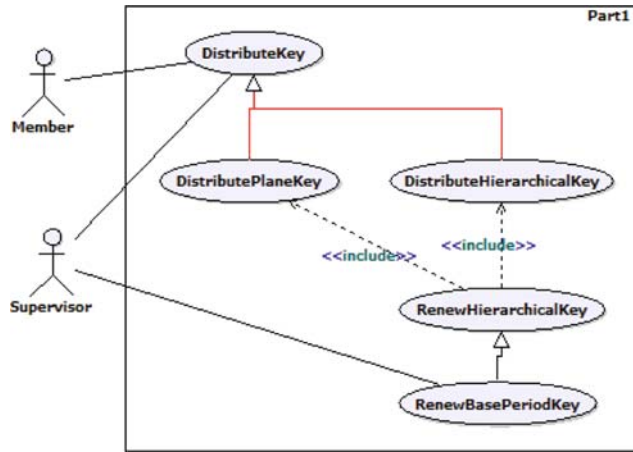 Part1
DistributeKey
Member
DistributePlaneKey
DistributeHierarchicalKey
<<include>>
<<include>>
Supervisor
RenewHierarchicalKey
RenewBasePeriodKey